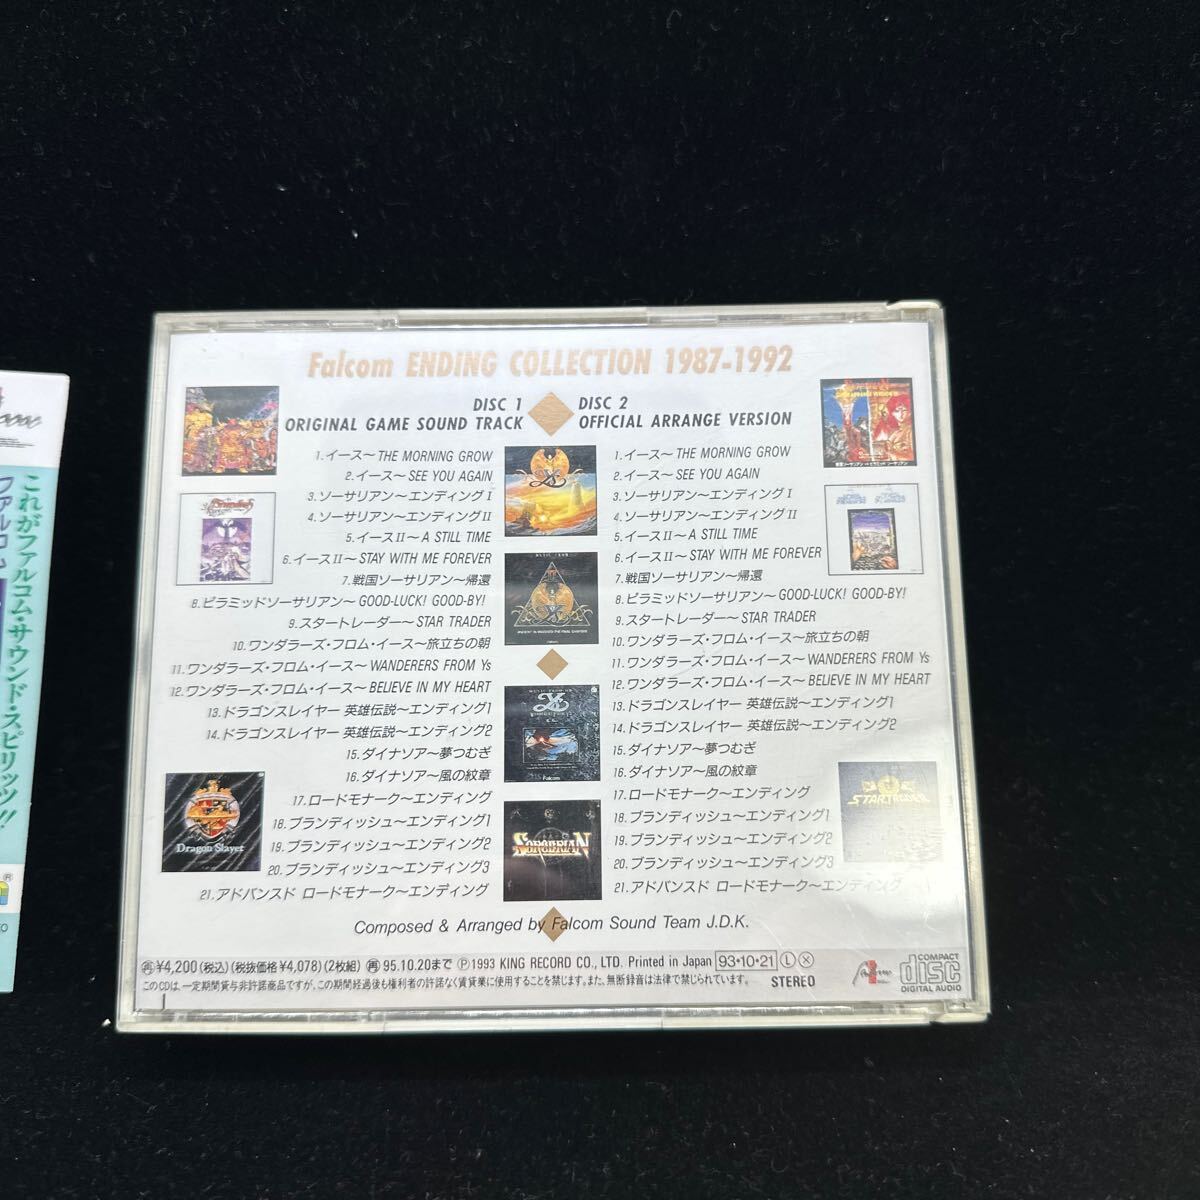 Falcom ENDING COLLECTION 1987-1992
DISC 1
ORIGINAL GAME SOUND TRACK
1.イース〜THE MORNING GROW
2.イース〜SEE YOU AGAIN
3.ソーサリアン〜エンディングI
4.ソーサリアン〜エンディングII
5.イースII〜A STILL TIME
6.イースII〜STAY WITH ME FOREVER
7.戦国ソーサリアン〜帰還
8.ピラミッドソーサリアン〜GOOD-LUCK! GOOD-BY!
9.スタートレーダー〜STAR TRADER
10.ワンダラーズ・フロム・イース〜旅立ちの朝
11.ワンダラーズ・フロム・イース〜WANDERERS FROM Ys
12.ワンダラーズ・フロム・イース〜BELIEVE IN MY HEART
13.ドラゴンスレイヤー 英雄伝説〜エンディング1
14.ドラゴンスレイヤー 英雄伝説〜エンディング2
15.ダイナソア〜夢つむぎ
16.ダイナソア〜風の紋章
17.ロードモナーク〜エンディング
18.ブランディッシュ〜エンディング1
19.ブランディッシュ〜エンディング2
20.ブランディッシュ〜エンディング3
21.アドバンスド ロードモナーク〜エンディング
DISC 2
OFFICIAL ARRANGE VERSION
1.イース〜THE MORNING GROW
2.イース〜SEE YOU AGAIN
3.ソーサリアン〜エンディングI
4.ソーサリアン〜エンディングII
5.イースII〜A STILL TIME
6.イースII〜STAY WITH ME FOREVER
7.戦国ソーサリアン〜帰還
8.ピラミッドソーサリアン〜GOOD-LUCK! GOOD-BY!
9.スタートレーダー〜STAR TRADER
10.ワンダラーズ・フロム・イース〜旅立ちの朝
11.ワンダラーズ・フロム・イース〜WANDERERS FROM Ys
12.ワンダラーズ・フロム・イース〜BELIEVE IN MY HEART
13.ドラゴンスレイヤー 英雄伝説〜エンディング1
14.ドラゴンスレイヤー 英雄伝説〜エンディング2
15.ダイナソア〜夢つむぎ
16.ダイナソア〜風の紋章
17.ロードモナーク〜エンディング
18.ブランディッシュ〜エンディング1
19.ブランディッシュ〜エンディング2
20.ブランディッシュ〜エンディング3
21.アドバンスド ロードモナーク〜エンディング
Ys
Ys
Falcom
SORCERIAN
Dragon Slayer
STAR TRADER
Composed & Arranged by Falcom Sound Team J.D.K.
再¥4,200(税込)(税抜価格¥4,078)(2枚組) 再95.10.20まで ℗1993 KING RECORD CO., LTD. Printed in Japan 93・10・21 Ⓛ ⓧ
このCDは、一定期間貸与非許諾商品ですが、この期間経過後も権利者の許諾なく賃貸業に使用することを禁じます。また、無断録音は法律で禁じられています。 STEREO
COMPACT
disc
DIGITAL AUDIO
これがファルコム・サウンド・スピリッツ!!